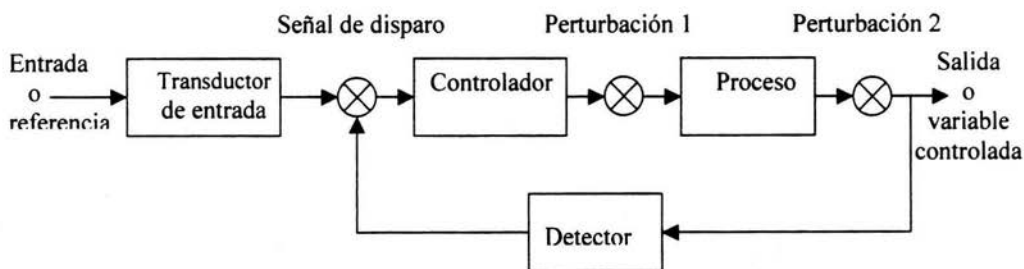 Señal de disparo
Perturbación 1
Perturbación 2
Entrada
o
referencia
Transductor
de entrada
Controlador
Proceso
Salida
o
variable
controlada
Detector